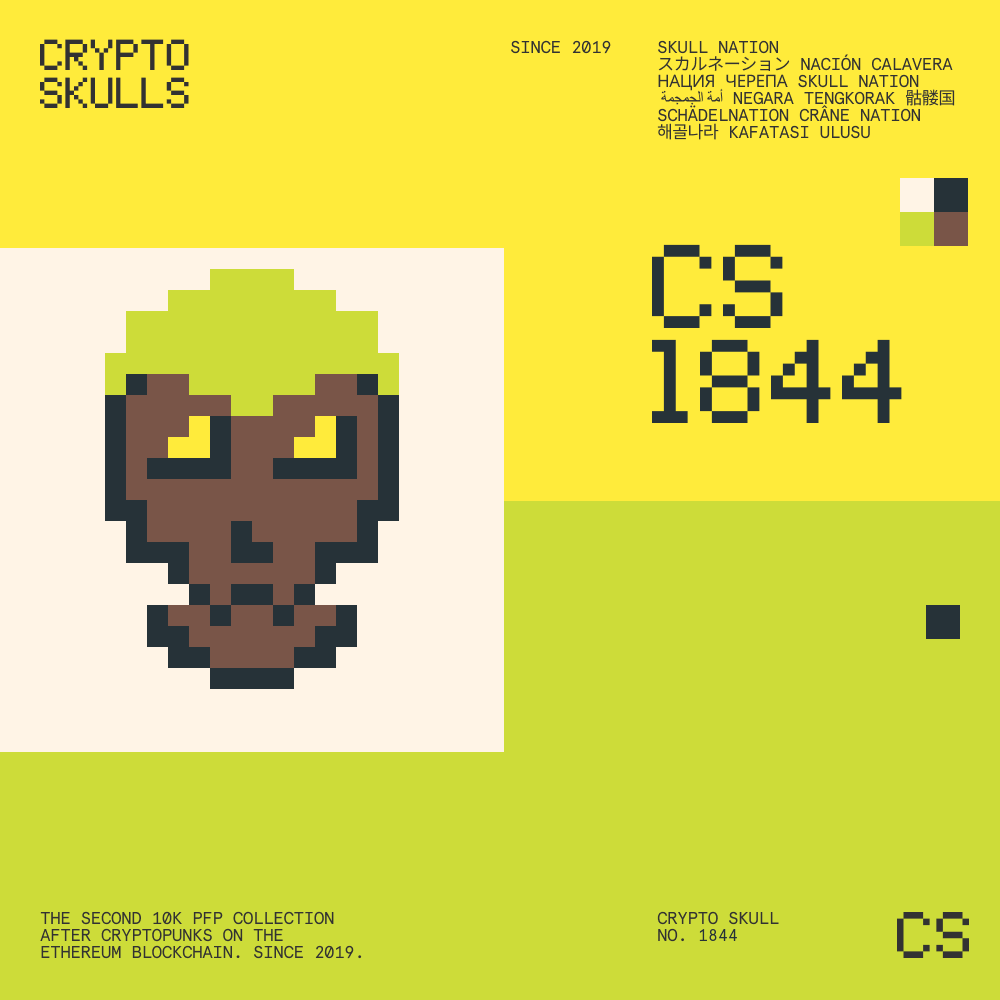 CRYPTO
SKULLS
SINCE 2019
SKULL NATION
スカルネーション NACIÓN CALAVERA
НАЦИЯ ЧЕРЕПА SKULL NATION
أمة الجمجمة NEGARA TENGKORAK 骷髅国
SCHÄDELNATION CRÂNE NATION
해골나라 KAFATASI ULUSU
CS
1844
THE SECOND 10K PFP COLLECTION
AFTER CRYPTOPUNKS ON THE
ETHEREUM BLOCKCHAIN. SINCE 2019.
CRYPTO SKULL
NO. 1844
CS